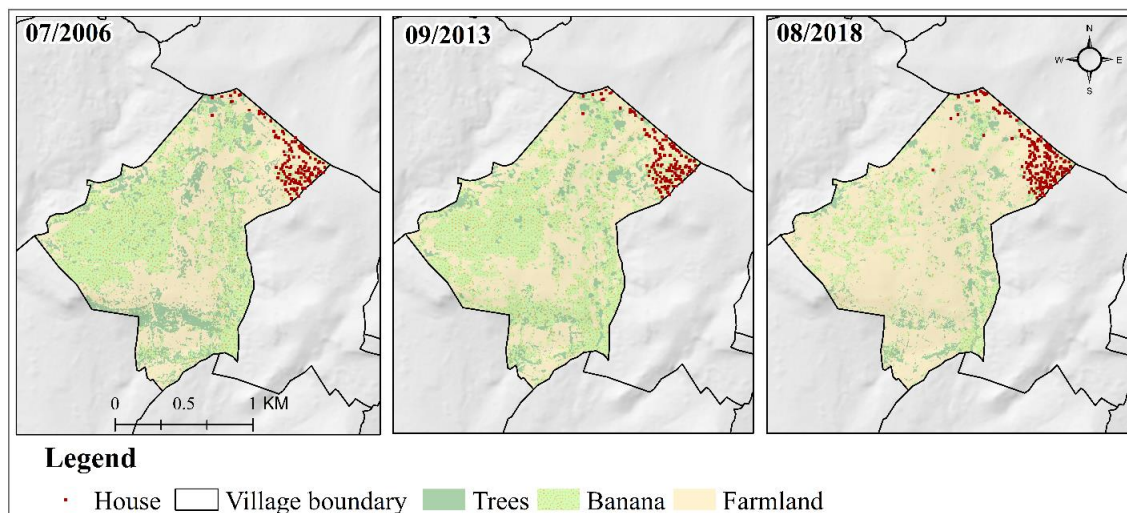 07/2006
09/2013
08/2018
N
W E
S
0 0.5 1 KM
Legend
House Village boundary Trees Banana Farmland